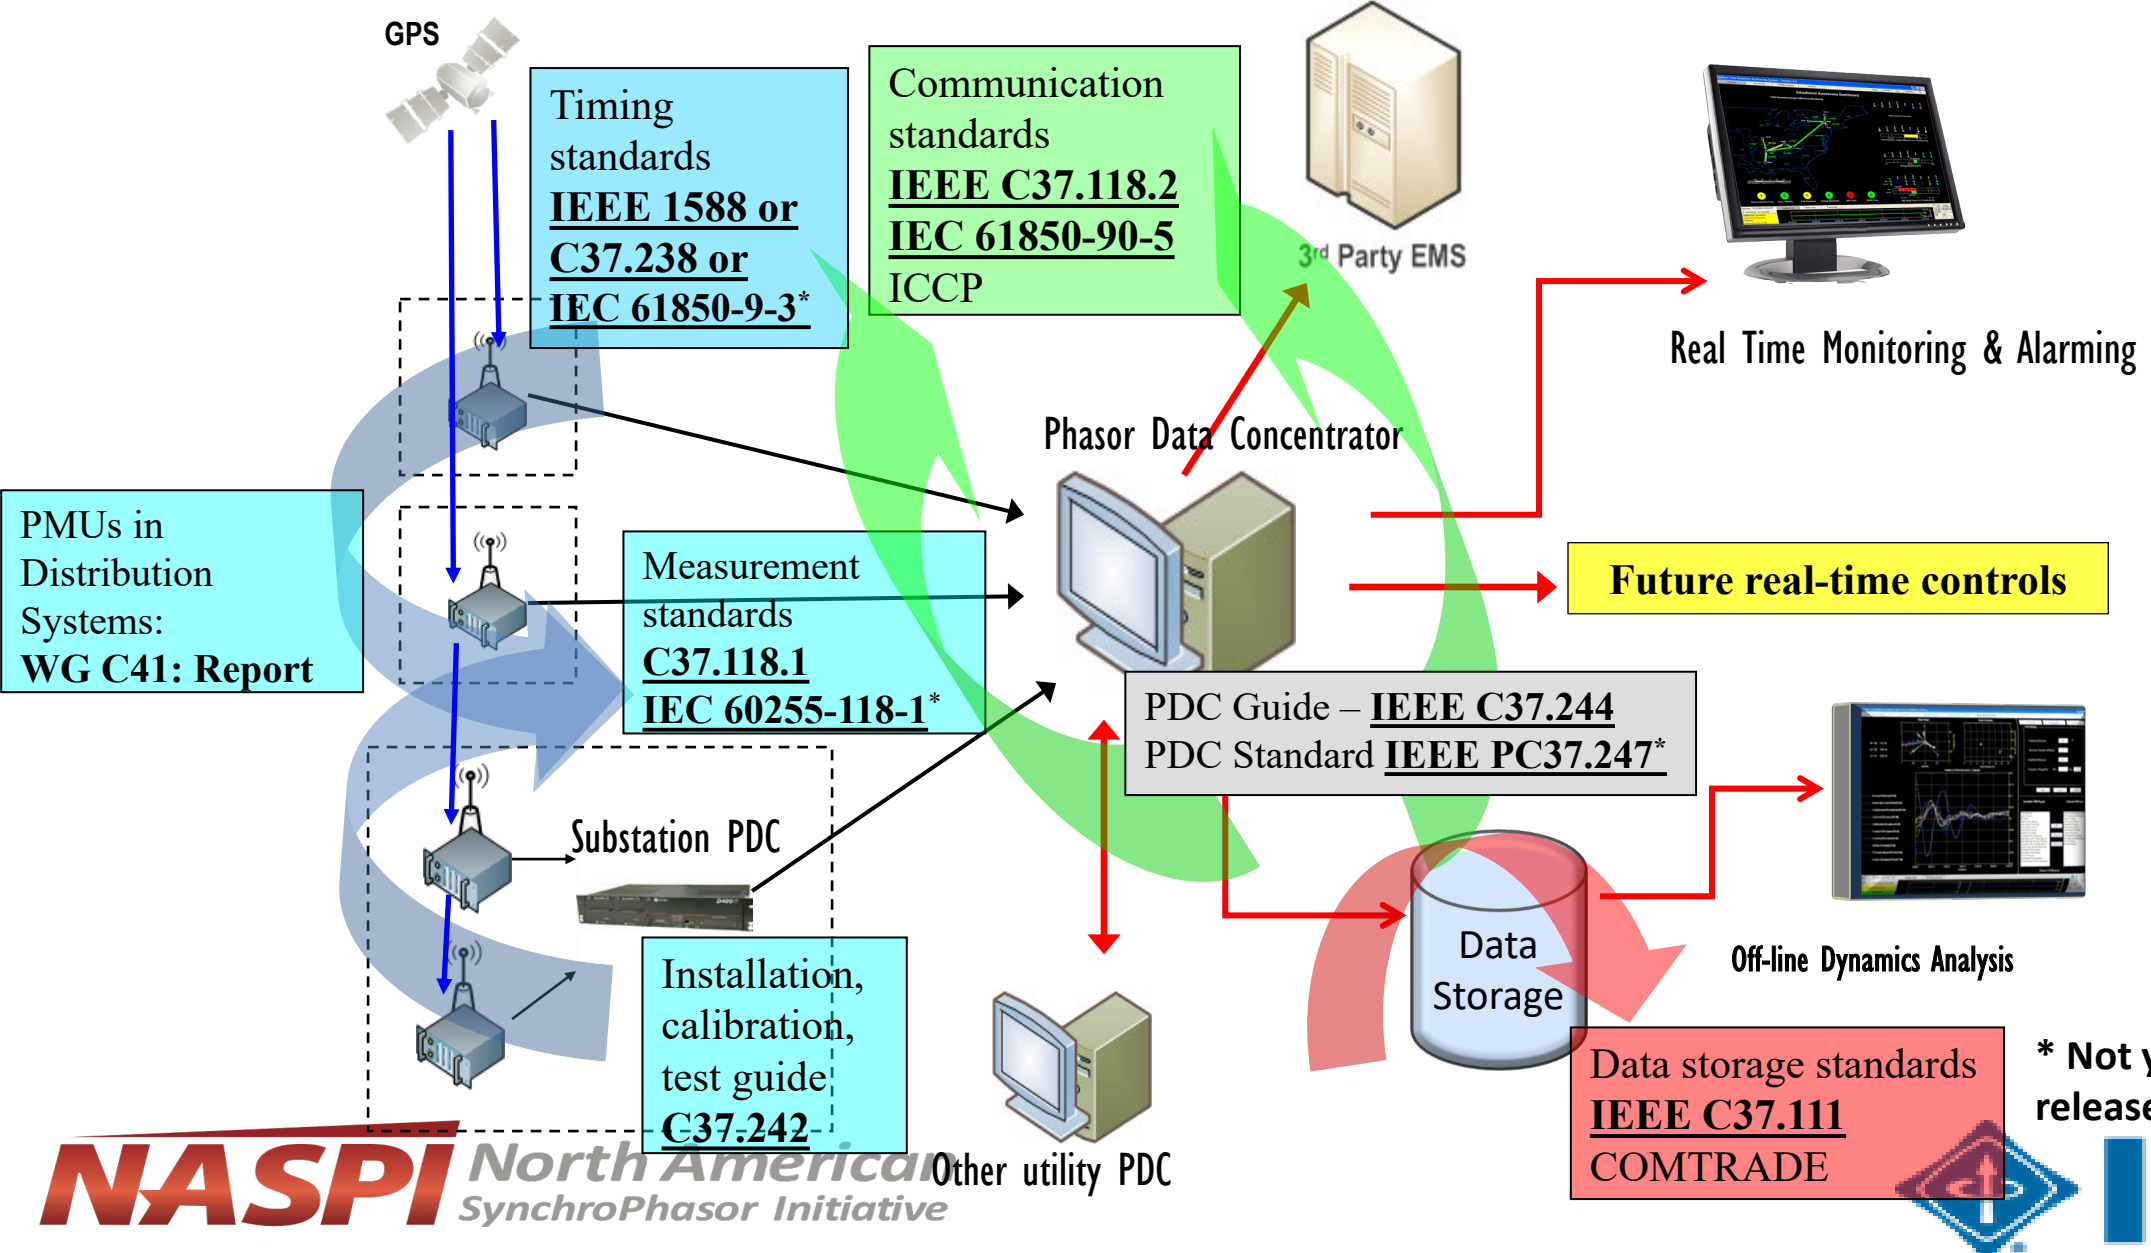 GPS
Timing
standards
IEEE 1588 or
C37.238 or
IEC 61850-9-3*
Communication
standards
IEEE C37.118.2
IEC 61850-90-5
ICCP
3rd Party EMS
Real Time Monitoring & Alarming
Phasor Data Concentrator
PMUs in
Distribution
Systems:
WG C41: Report
Measurement
standards
C37.118.1
IEC 60255-118-1*
Future real-time controls
PDC Guide – IEEE C37.244
PDC Standard IEEE PC37.247*
Substation PDC
Data
Storage
Off-line Dynamics Analysis
Installation,
calibration,
test guide
C37.242
Data storage standards
IEEE C37.111
COMTRADE
* Not
Other utility PDC
NASPI North American
SynchroPhasor Initiative